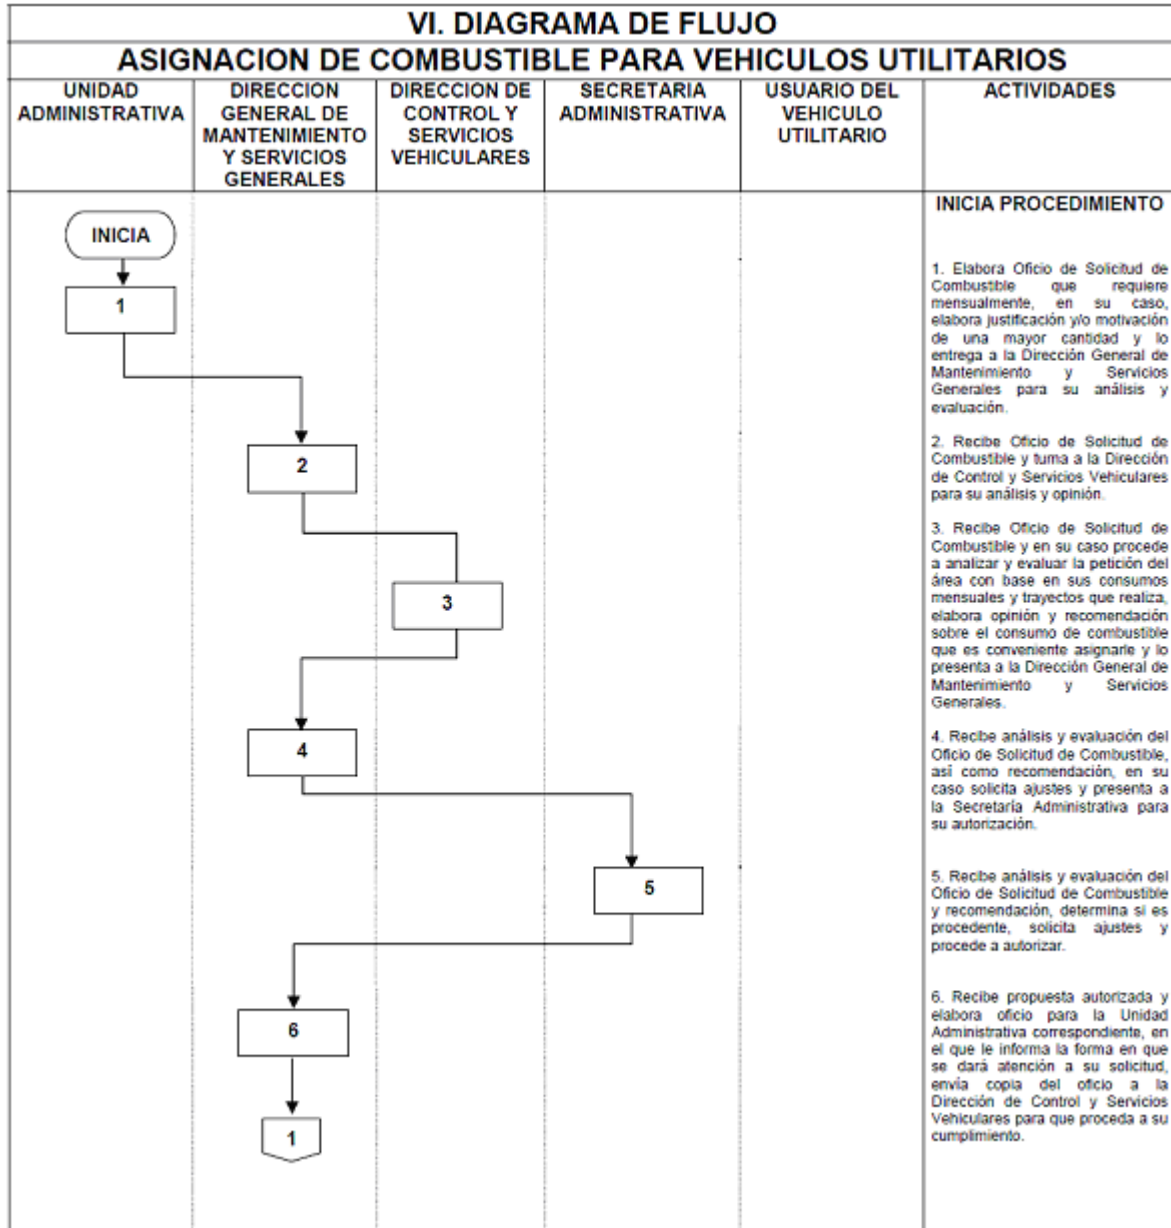 VI. DIAGRAMA DE FLUJO
ASIGNACION DE COMBUSTIBLE PARA VEHICULOS UTILITARIOS
UNIDAD
ADMINISTRATIVA
DIRECCION
GENERAL DE
MANTENIMIENTO
Y SERVICIOS
GENERALES
DIRECCION DE
CONTROL Y
SERVICIOS
VEHICULARES
SECRETARIA
ADMINISTRATIVA
USUARIO DEL
VEHICULO
UTILITARIO
ACTIVIDADES
INICIA
1
2
3
4
5
6
1
INICIA PROCEDIMIENTO
1. Elabora Oficio de Solicitud de
Combustible que requiere
mensualmente, en su caso,
elabora justificación y/o motivación
de una mayor cantidad y lo
entrega a la Dirección General de
Mantenimiento y Servicios
Generales para su análisis y
evaluación.
2. Recibe Oficio de Solicitud de
Combustible y turna a la Dirección
de Control y Servicios Vehiculares
para su análisis y opinión.
3. Recibe Oficio de Solicitud de
Combustible y en su caso procede
a analizar y evaluar la petición del
área con base en sus consumos
mensuales y trayectos que realiza,
elabora opinión y recomendación
sobre el consumo de combustible
que es conveniente asignarle y lo
presenta a la Dirección General de
Mantenimiento y Servicios
Generales.
4. Recibe análisis y evaluación del
Oficio de Solicitud de Combustible,
así como recomendación, en su
caso solicita ajustes y presenta a
la Secretaría Administrativa para
su autorización.
5. Recibe análisis y evaluación del
Oficio de Solicitud de Combustible
y recomendación, determina si es
procedente, solicita ajustes y
procede a autorizar.
6. Recibe propuesta autorizada y
elabora oficio para la Unidad
Administrativa correspondiente, en
el que le informa la forma en que
se dará atención a su solicitud,
envía copia del oficio a la
Dirección de Control y Servicios
Vehiculares para que proceda a su
cumplimiento.